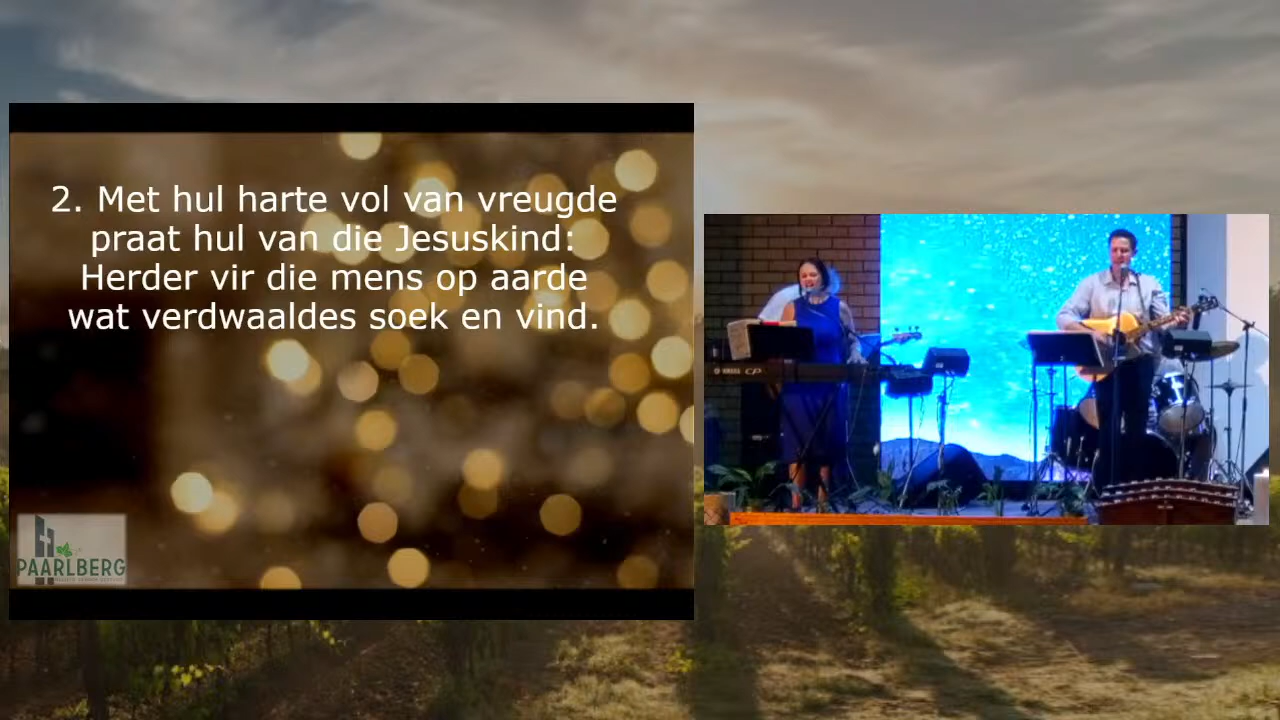 2. Met hul harte vol van vreugde
praat hul van die Jesuskind:
Herder vir die mens op aarde
wat verdwaaldes soek en vind.
PAARLBERG
YAMAHA CP